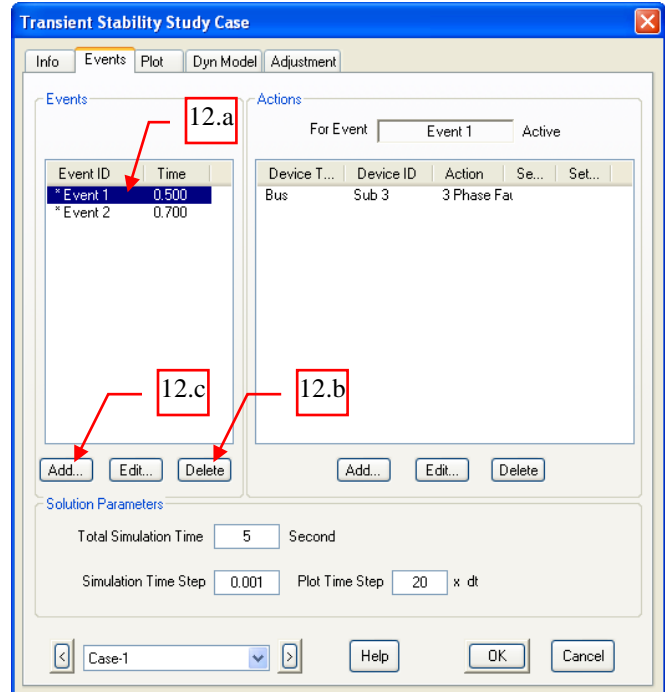 Transient Stability Study Case
Info Events Plot Dyn Model Adjustment
Events
12.a
Event ID Time
* Event 1 0.500
* Event 2 0.700
12.c
12.b
Add... Edit... Delete
Actions
For Event Event 1 Active
Device T... Device ID Action Se... Set...
Bus Sub 3 3 Phase Fau
Add... Edit... Delete
Solution Parameters
Total Simulation Time 5 Second
Simulation Time Step 0.001 Plot Time Step 20 x dt
< Case-1 > Help OK Cancel